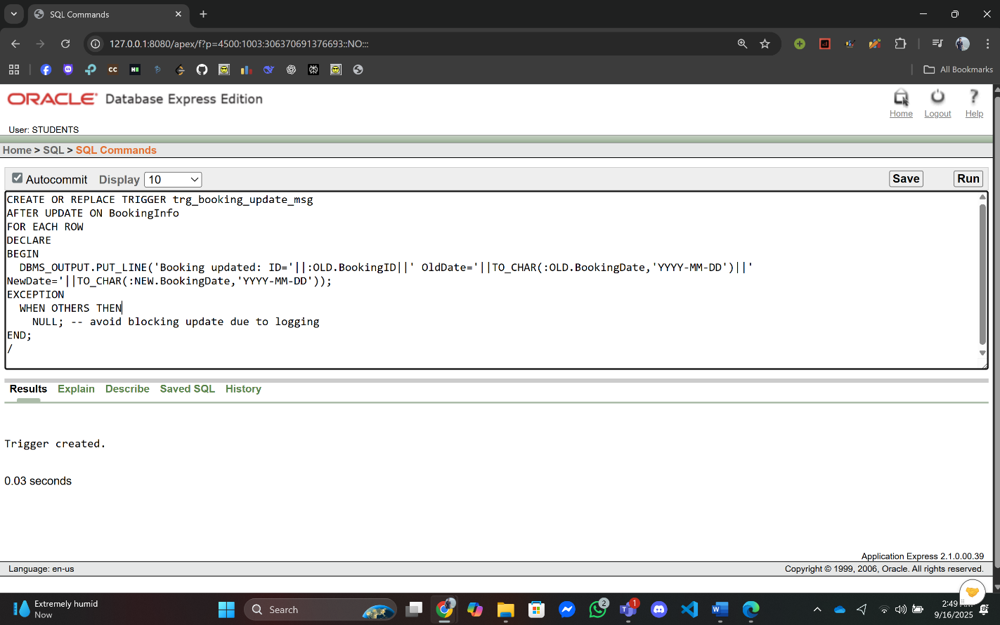 SQL Commands
127.0.0.1:8080/apex/f?p=4500:1003:306370691376693::NO:::
CC
All Bookmarks
ORACLE Database Express Edition
Home Logout Help
User: STUDENTS
Home > SQL > SQL Commands
Autocommit Display 10 Save Run
CREATE OR REPLACE TRIGGER trg_booking_update_msg
AFTER UPDATE ON BookingInfo
FOR EACH ROW
DECLARE
BEGIN
  DBMS_OUTPUT.PUT_LINE('Booking updated: ID='||:OLD.BookingID||' OldDate='||TO_CHAR(:OLD.BookingDate,'YYYY-MM-DD')||'
NewDate='||TO_CHAR(:NEW.BookingDate,'YYYY-MM-DD'));
EXCEPTION
  WHEN OTHERS THEN
    NULL; -- avoid blocking update due to logging
END;
/
Results Explain Describe Saved SQL History
Trigger created.
0.03 seconds
Application Express 2.1.0.00.39
Language: en-us Copyright © 1999, 2006, Oracle. All rights reserved.
Extremely humid
Now
Search
2
1
2:49
9/16/2025